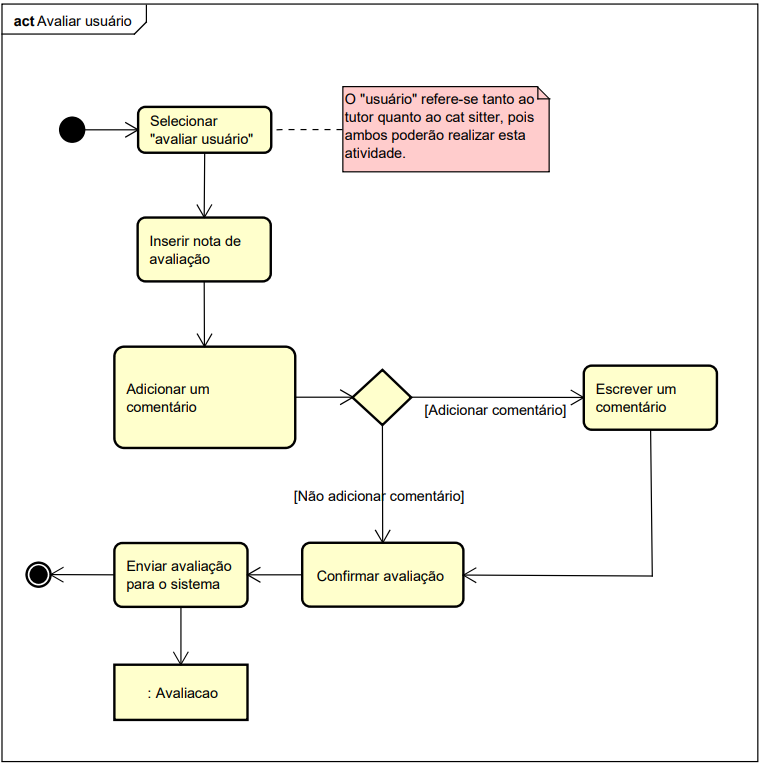 act Avaliar usuário
Selecionar
"avaliar usuário"
O "usuário" refere-se tanto ao
tutor quanto ao cat sitter, pois
ambos poderão realizar esta
atividade.
Inserir nota de
avaliação
Adicionar um
comentário
[Adicionar comentário]
Escrever um
comentário
[Não adicionar comentário]
Enviar avaliação
para o sistema
Confirmar avaliação
: Avaliacao